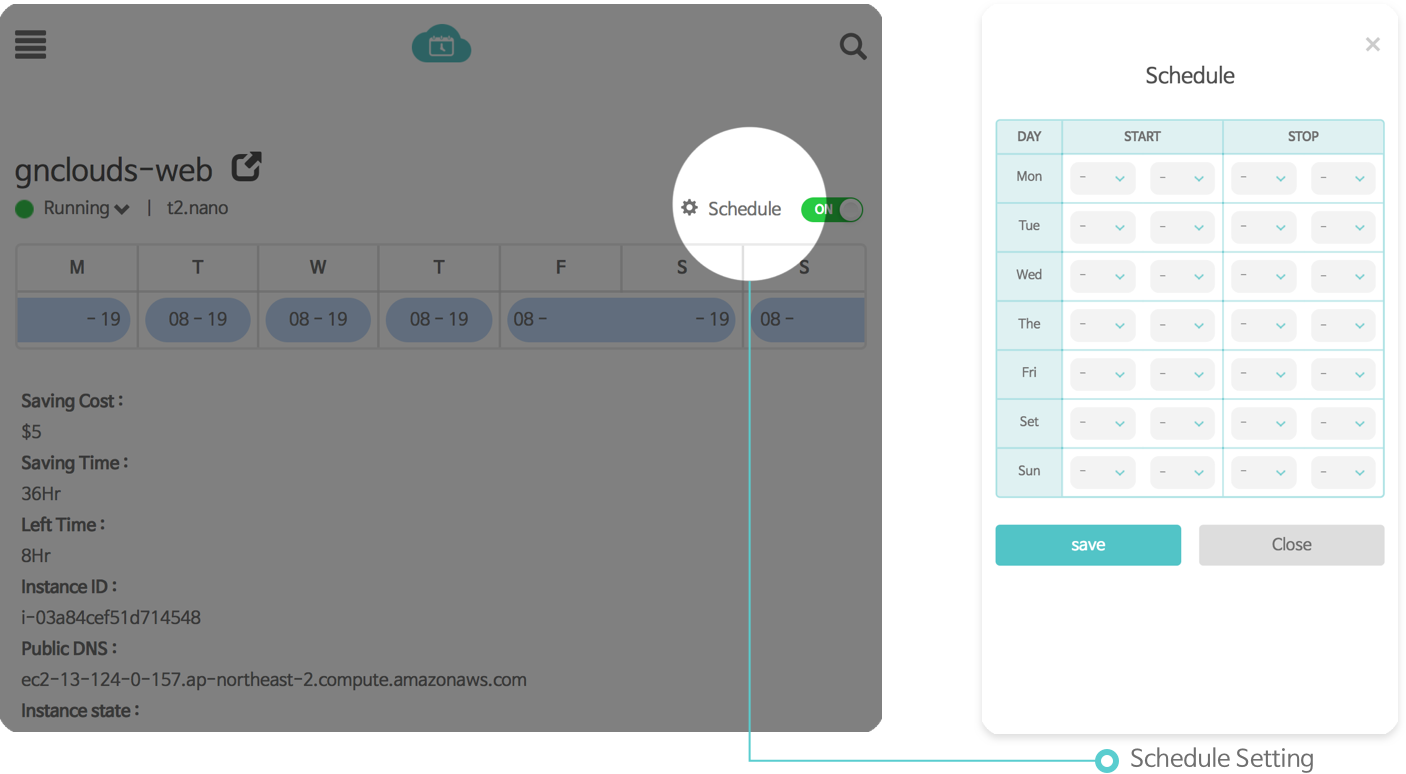 gnclouds-web
Running | t2.nano
Schedule ON
M T W T F S S
- 19 08 - 19 08 - 19 08 - 19 08 - - 19 08 -
Saving Cost :
$5
Saving Time :
36Hr
Left Time :
8Hr
Instance ID :
i-03a84cef51d714548
Public DNS :
ec2-13-124-0-157.ap-northeast-2.compute.amazonaws.com
Instance state :
×
Schedule
DAY START STOP
Mon - - - -
Tue - - - -
Wed - - - -
The - - - -
Fri - - - -
Set - - - -
Sun - - - -
save Close
Schedule Setting